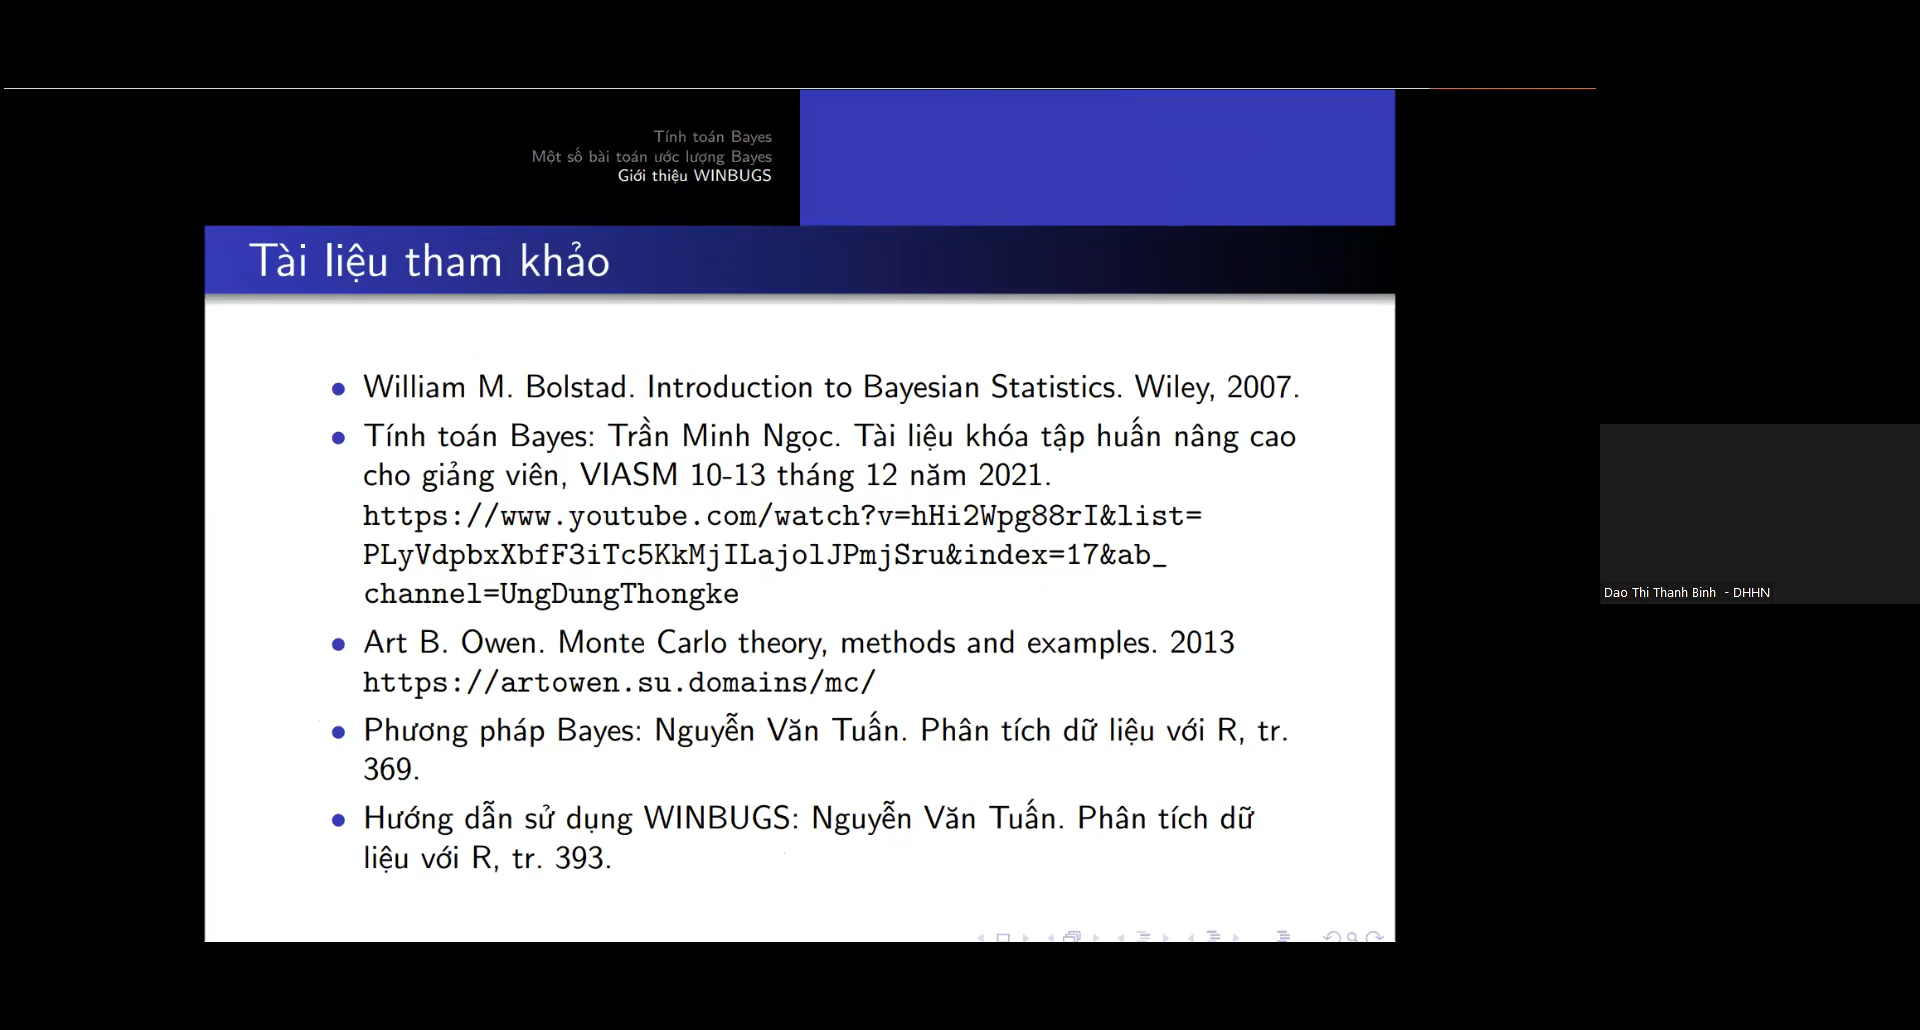 Tính toán Bayes
Một số bài toán ước lượng Bayes
Giới thiệu WINBUGS
Tài liệu tham khảo
William M. Bolstad. Introduction to Bayesian Statistics. Wiley, 2007.
Tính toán Bayes: Trần Minh Ngọc. Tài liệu khóa tập huấn nâng cao
cho giảng viên, VIASM 10-13 tháng 12 năm 2021.
https://www.youtube.com/watch?v=hHi2Wpg88rI&list=
PLyVdpbxXbfF3iTc5KkMjILajolJPmjSru&index=17&ab_
channel=UngDungThongke
Art B. Owen. Monte Carlo theory, methods and examples. 2013
https://artowen.su.domains/mc/
Phương pháp Bayes: Nguyễn Văn Tuấn. Phân tích dữ liệu với R, tr.
369.
Hướng dẫn sử dụng WINBUGS: Nguyễn Văn Tuấn. Phân tích dữ
liệu với R, tr. 393.
Dao Thi Thanh Binh - DHHN